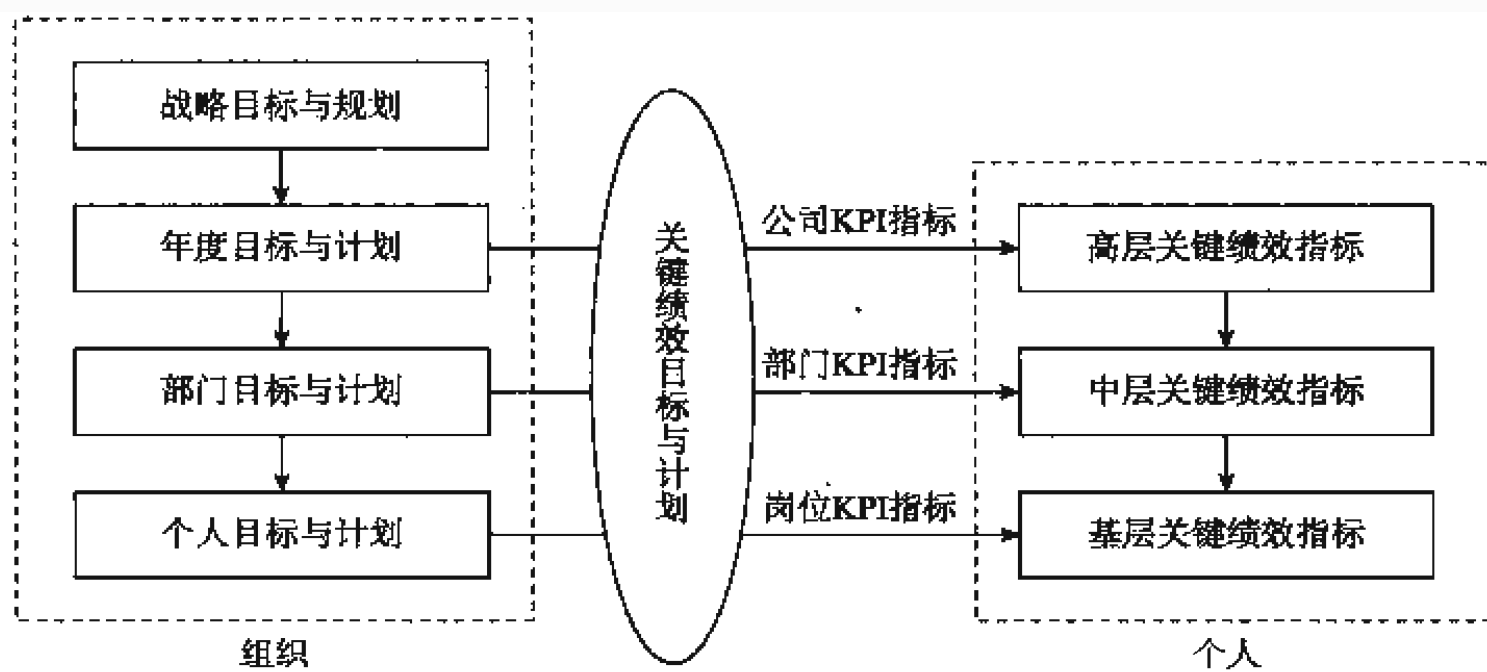 战略目标与规划
年度目标与计划
部门目标与计划
个人目标与计划
组织
关键绩效目标与计划
公司KPI指标
部门KPI指标
岗位KPI指标
高层关键绩效指标
中层关键绩效指标
基层关键绩效指标
个人